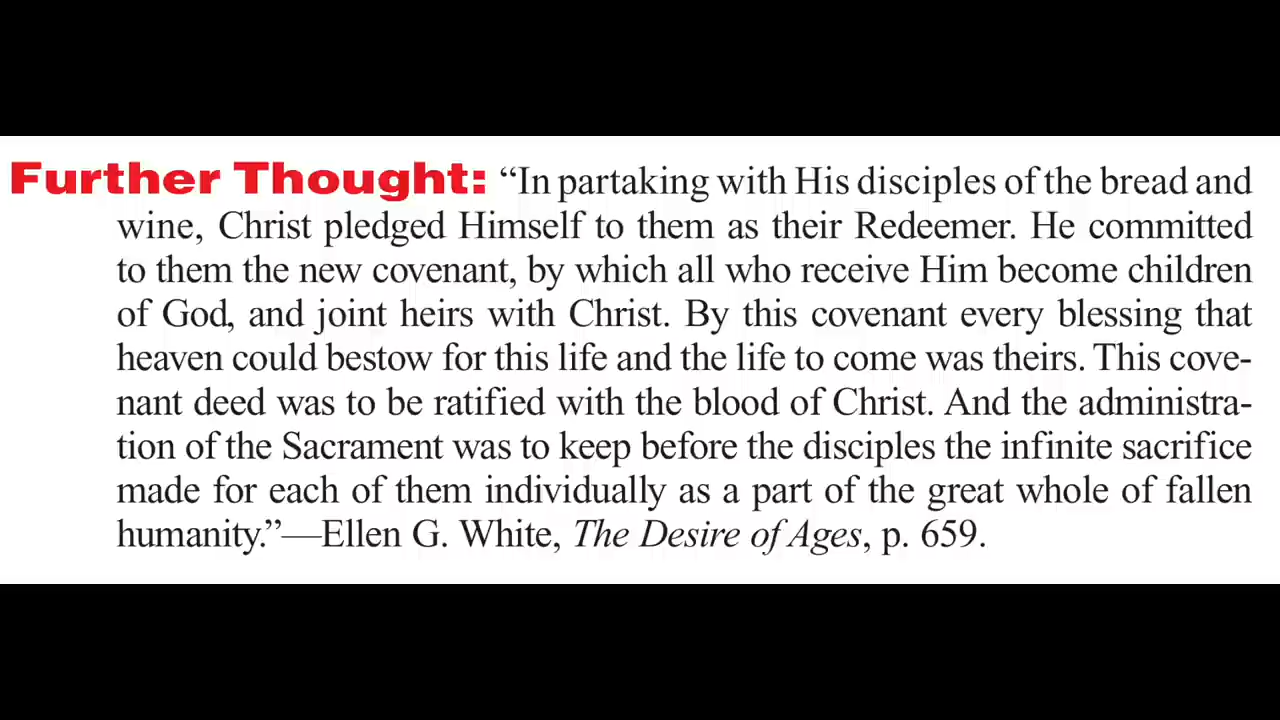 Further Thought: “In partaking with His disciples of the bread and
wine, Christ pledged Himself to them as their Redeemer. He committed
to them the new covenant, by which all who receive Him become children
of God, and joint heirs with Christ. By this covenant every blessing that
heaven could bestow for this life and the life to come was theirs. This cove-
nant deed was to be ratified with the blood of Christ. And the administra-
tion of the Sacrament was to keep before the disciples the infinite sacrifice
made for each of them individually as a part of the great whole of fallen
humanity.”—Ellen G. White, The Desire of Ages, p. 659.